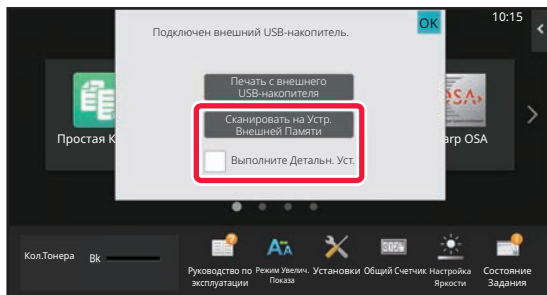 10:15
Подключен внешний USB-накопитель.
OK
Печать с внешнего
USB-накопителя
Сканировать на Устр.
Внешней Памяти
Выполните Детальн. Уст.
Простая К
arp OSA
OSA
Кол.Тонера
Bk
Руководство по
эксплуатации
Режим Увелич.
Показа
Установки
Общий Счетчик
Настройка
Яркости
Состояние
Задания